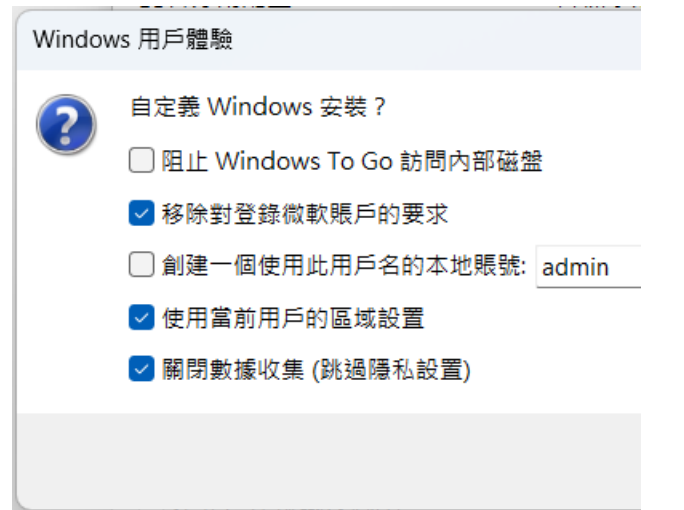 Windows 用戶體驗
自定義 Windows 安裝？
阻止 Windows To Go 訪問內部磁盤
移除對登錄微軟賬戶的要求
創建一個使用此用戶名的本地賬號: admin
使用當前用戶的區域設置
關閉數據收集 (跳過隱私設置)